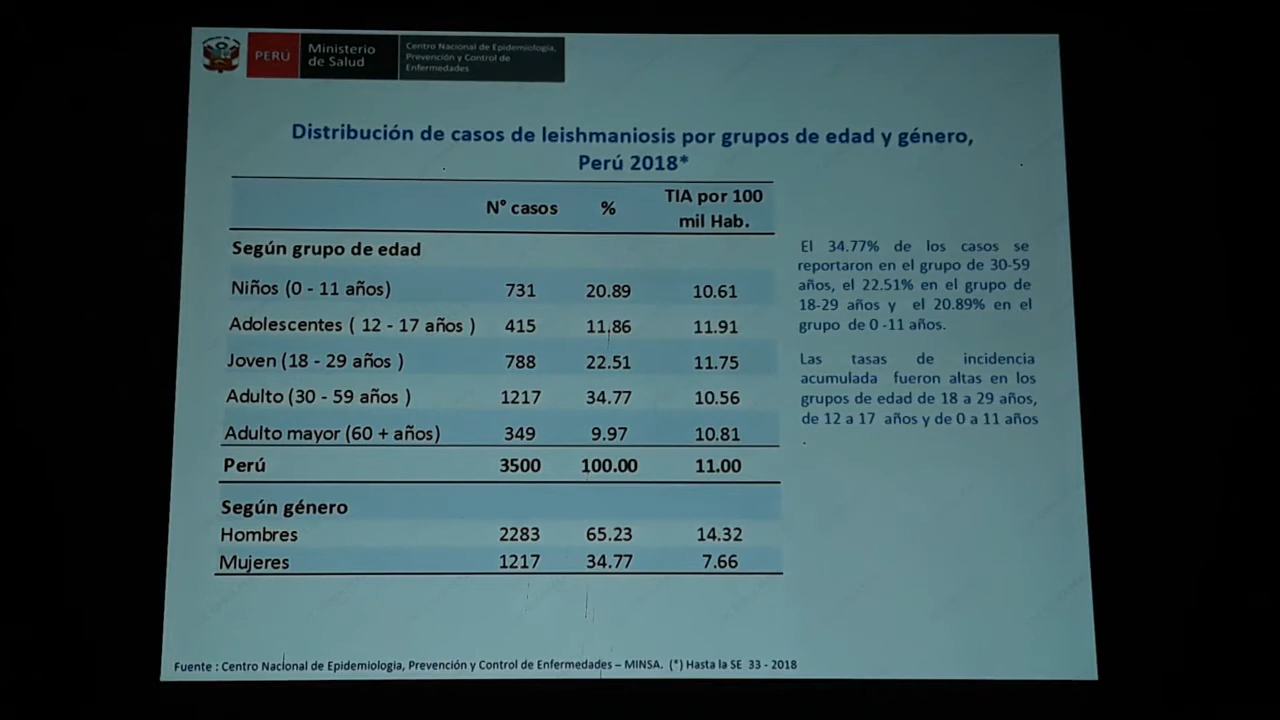 PERÚ
Ministerio
de Salud
Centro Nacional de Epidemiología,
Prevención y Control de
Enfermedades
Distribución de casos de leishmaniosis por grupos de edad y género,
Perú 2018*
N° casos % TIA por 100
mil Hab.
Según grupo de edad
Niños (0 - 11 años) 731 20.89 10.61
Adolescentes ( 12 - 17 años ) 415 11.86 11.91
Joven (18 - 29 años ) 788 22.51 11.75
Adulto (30 - 59 años ) 1217 34.77 10.56
Adulto mayor (60 + años) 349 9.97 10.81
Perú 3500 100.00 11.00
Según género
Hombres 2283 65.23 14.32
Mujeres 1217 34.77 7.66
El 34.77% de los casos se
reportaron en el grupo de 30-59
años, el 22.51% en el grupo de
18-29 años y el 20.89% en el
grupo de 0 -11 años.
Las tasas de incidencia
acumulada fueron altas en los
grupos de edad de 18 a 29 años,
de 12 a 17 años y de 0 a 11 años
.
Fuente : Centro Nacional de Epidemiologia, Prevención y Control de Enfermedades – MINSA. (*) Hasta la SE 33 - 2018